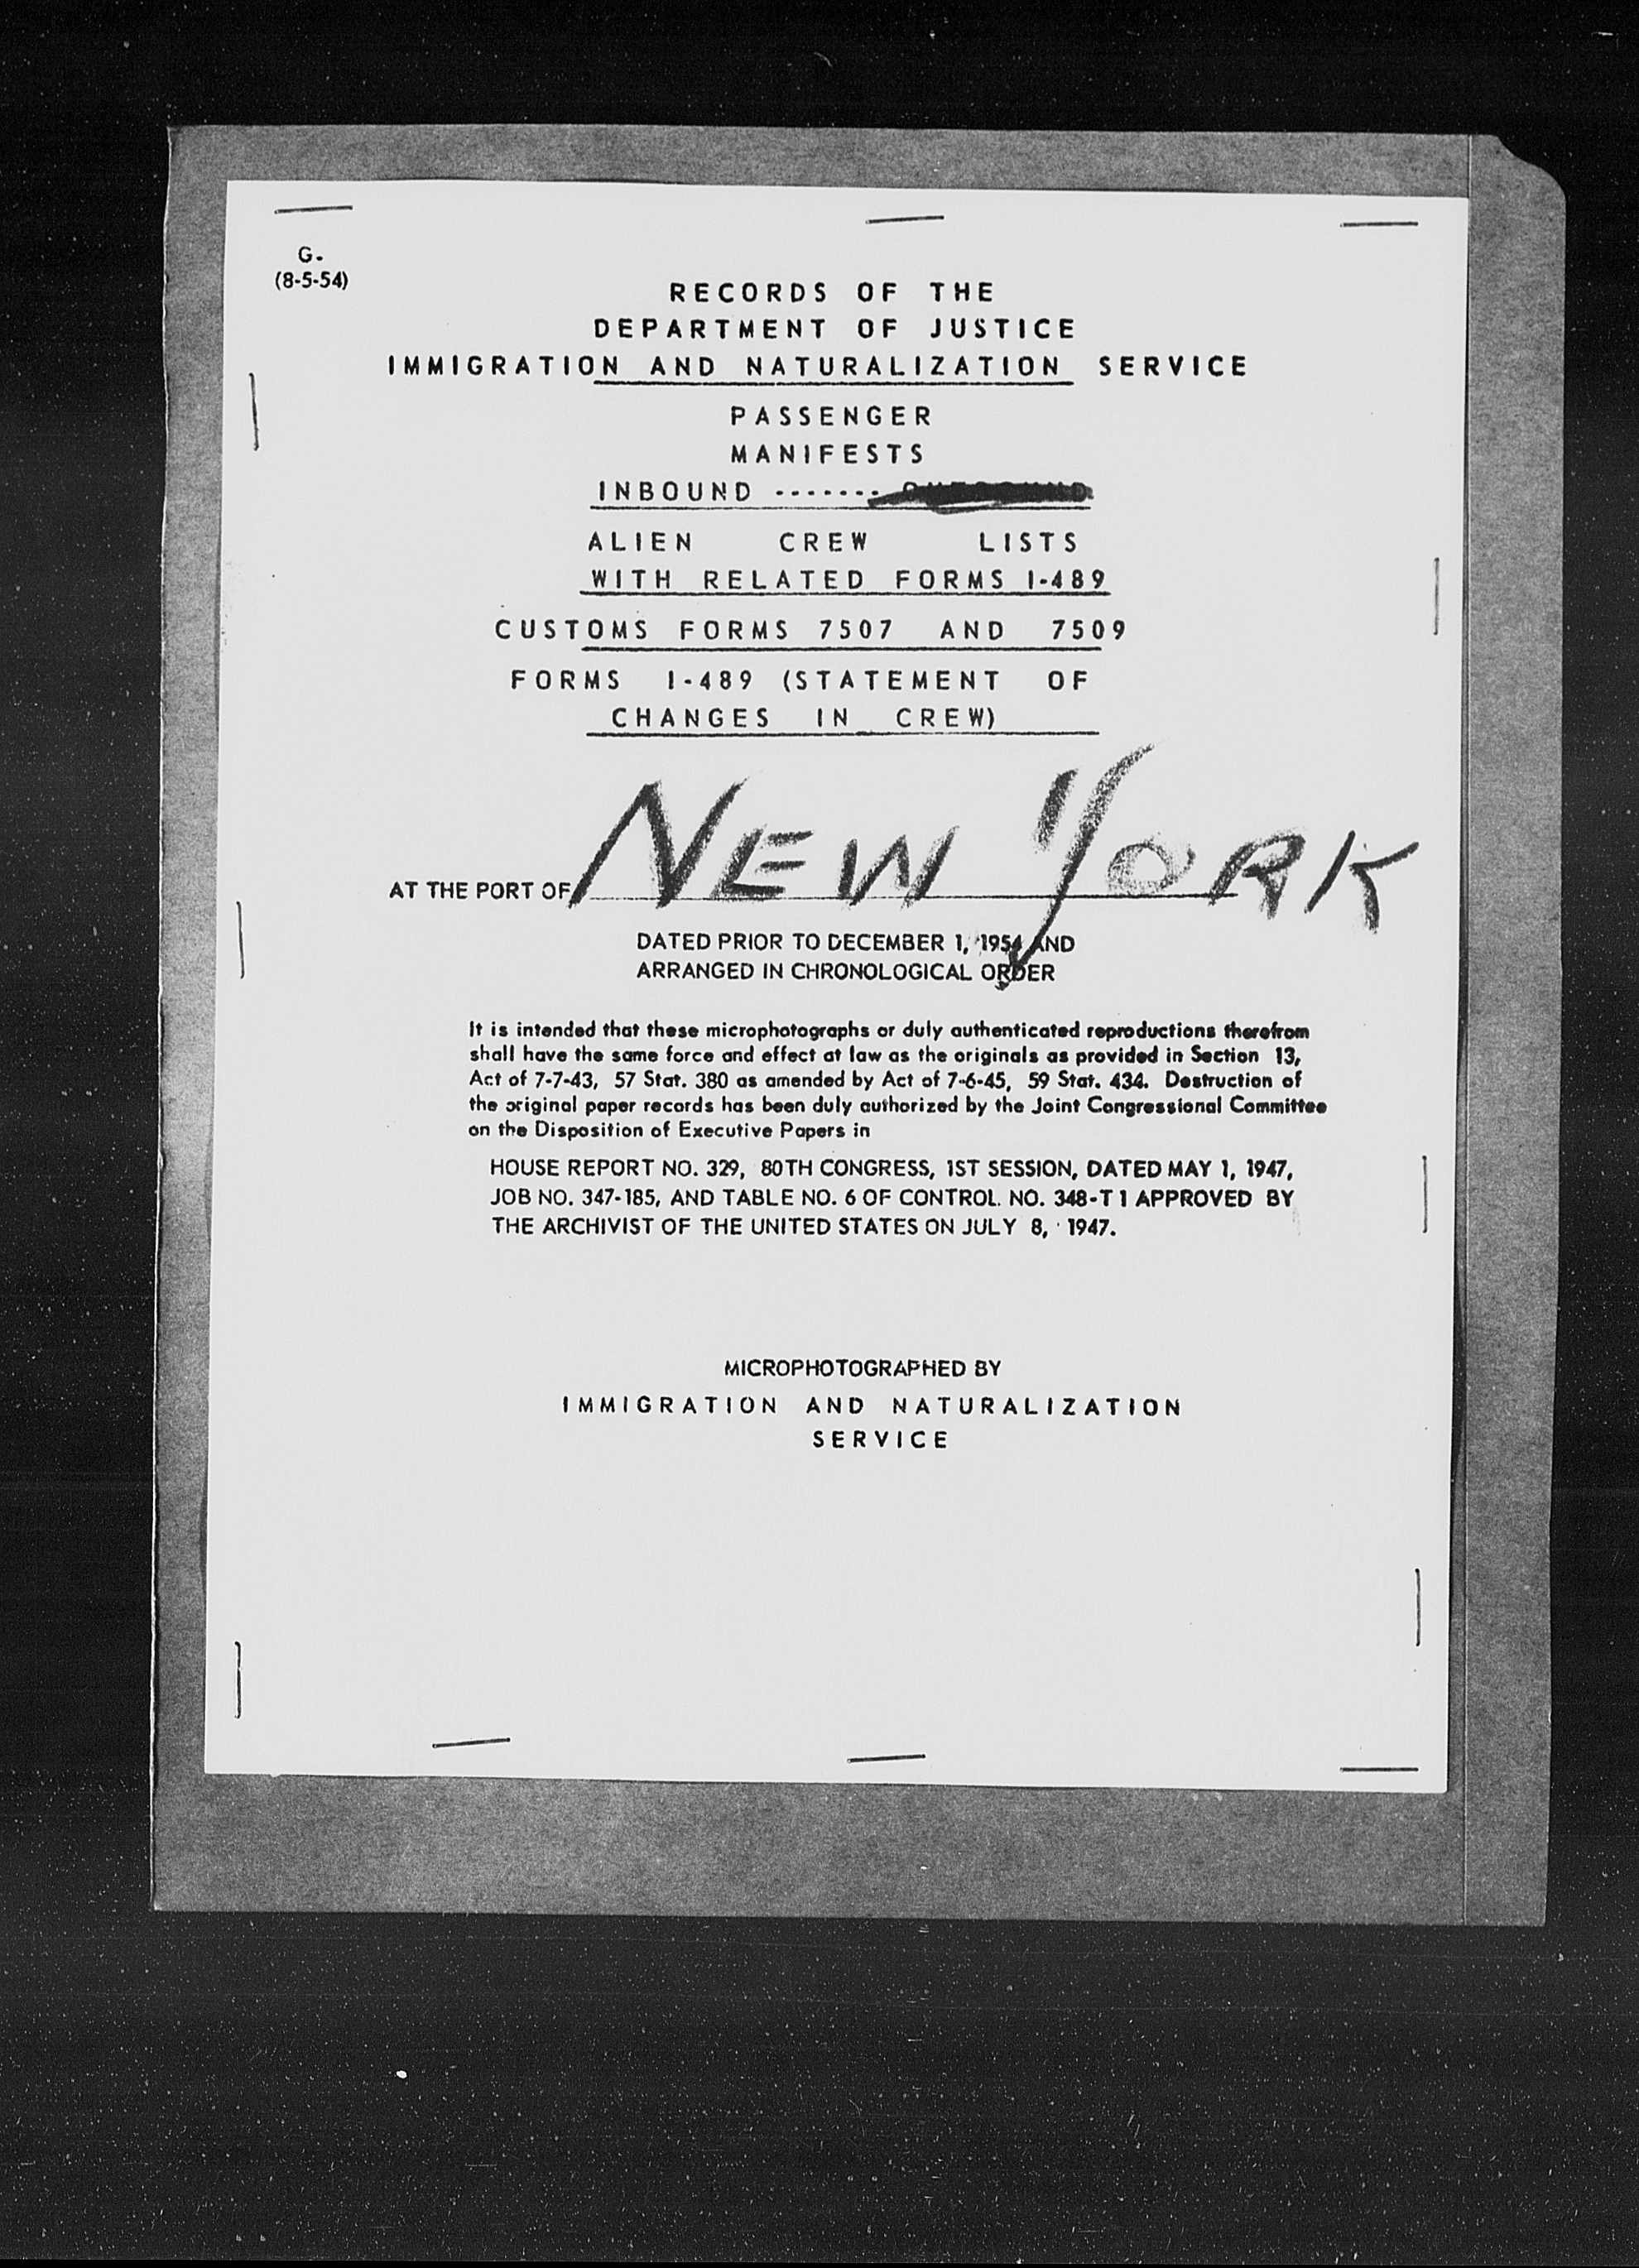 G.
(8-5-54)
RECORDS OF THE
DEPARTMENT OF JUSTICE
IMMIGRATION AND NATURALIZATION SERVICE
PASSENGER
MANIFESTS
INBOUND -------
ALIEN CREW LISTS
WITH RELATED FORMS I-489
CUSTOMS FORMS 7507 AND 7509
FORMS I-489 (STATEMENT OF
CHANGES IN CREW)
AT THE PORT OF NEW YORK
DATED PRIOR TO DECEMBER 1, 1954 AND
ARRANGED IN CHRONOLOGICAL ORDER
It is intended that these microphotographs or duly authenticated reproductions therefrom
shall have the same force and effect at law as the originals as provided in Section 13,
Act of 7-7-43, 57 Stat. 380 as amended by Act of 7-6-45, 59 Stat. 434. Destruction of
the original paper records has been duly authorized by the Joint Congressional Committee
on the Disposition of Executive Papers in
HOUSE REPORT NO. 329, 80TH CONGRESS, 1ST SESSION, DATED MAY 1, 1947,
JOB NO. 347-185, AND TABLE NO. 6 OF CONTROL NO. 348-T1 APPROVED BY
THE ARCHIVIST OF THE UNITED STATES ON JULY 8, 1947.
MICROPHOTOGRAPHED BY
IMMIGRATION AND NATURALIZATION
SERVICE